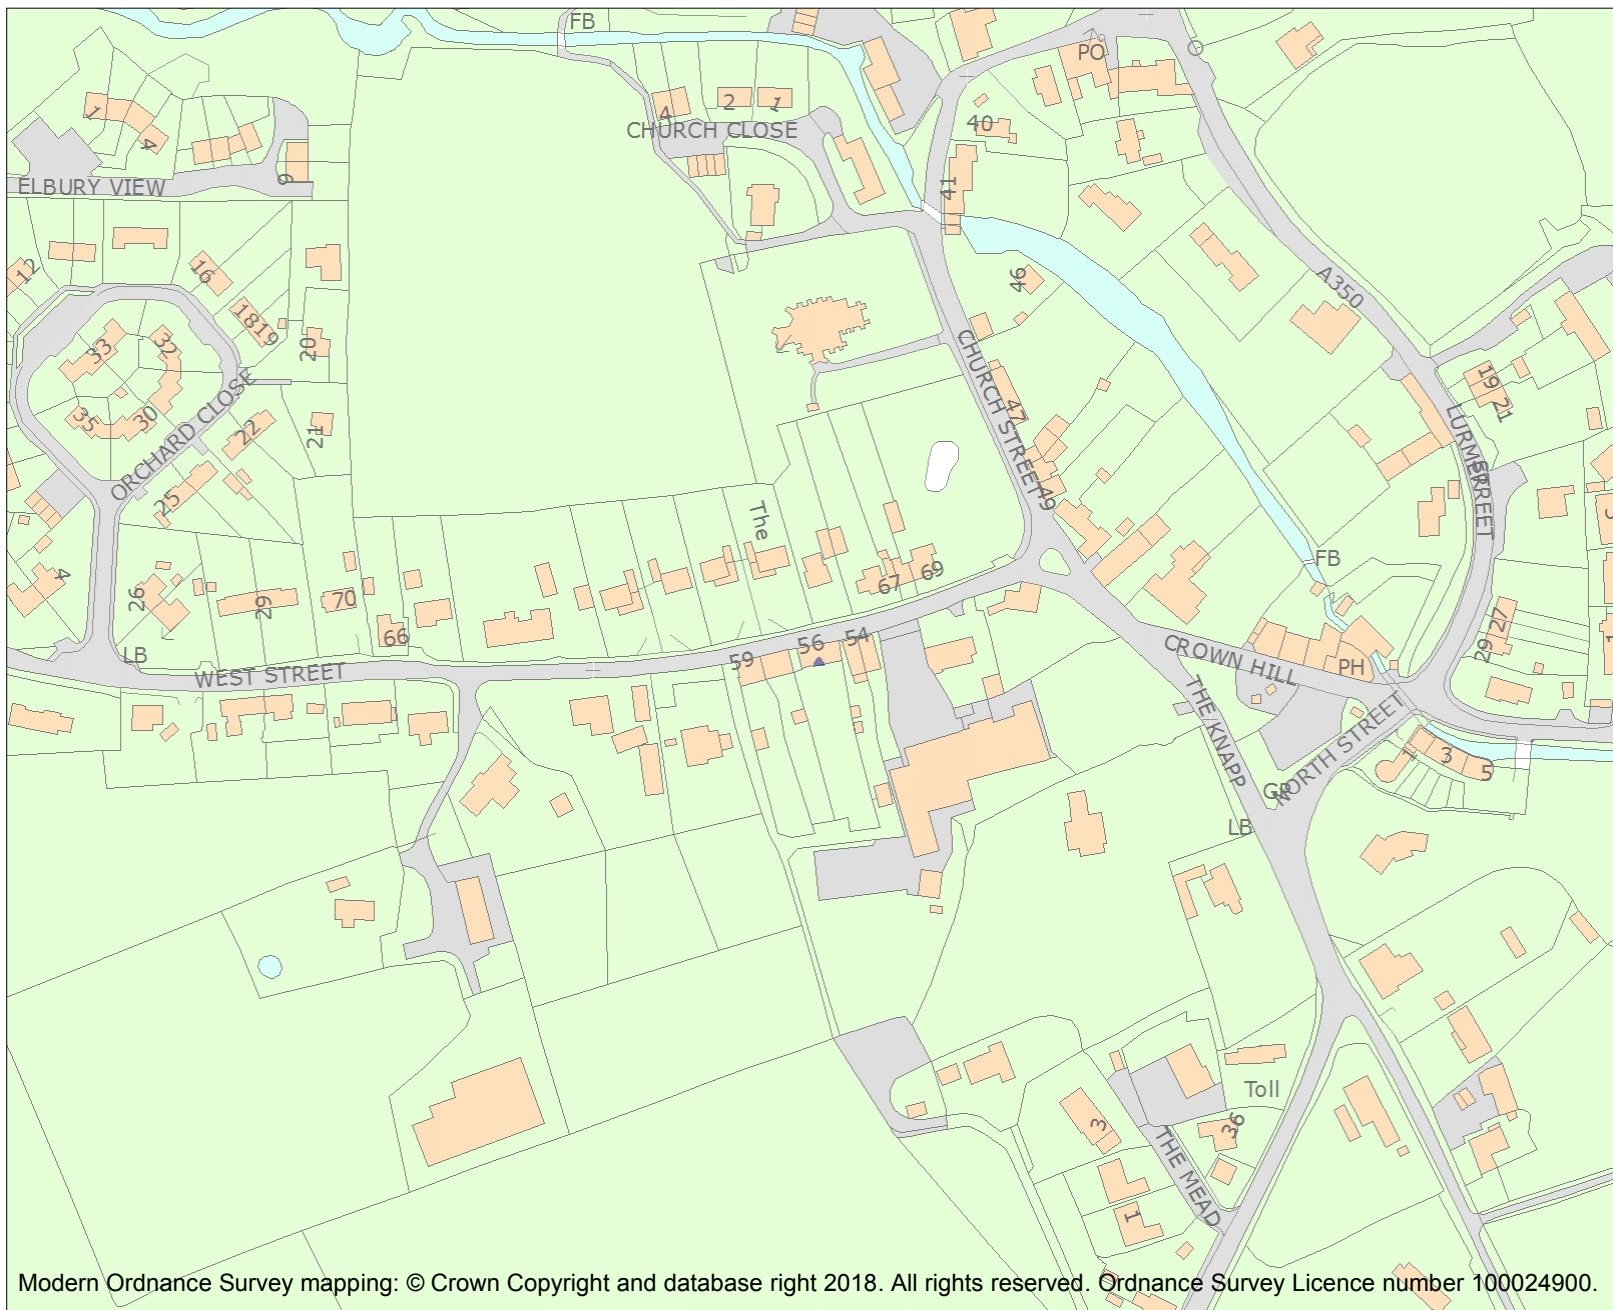 FB
PO
1
4
4
2
1
CHURCH CLOSE
40
ELBURY VIEW
9
41
12
16
46
A350
1819
33
32
20
CHURCH STREET
19
21
47
35
30
ORCHARD CLOSE
22
21
LURMER STREET
25
49
The
FB
4
26
29
70
67
69
66
27
29
LB
WEST STREET
59
56
54
CROWN HILL
PH
THE KNAPP
NORTH STREET
1
3
5
GP
LB
Toll
3
36
THE MEAD
1
Modern Ordnance Survey mapping: © Crown Copyright and database right 2018. All rights reserved. Ordnance Survey Licence number 100024900.